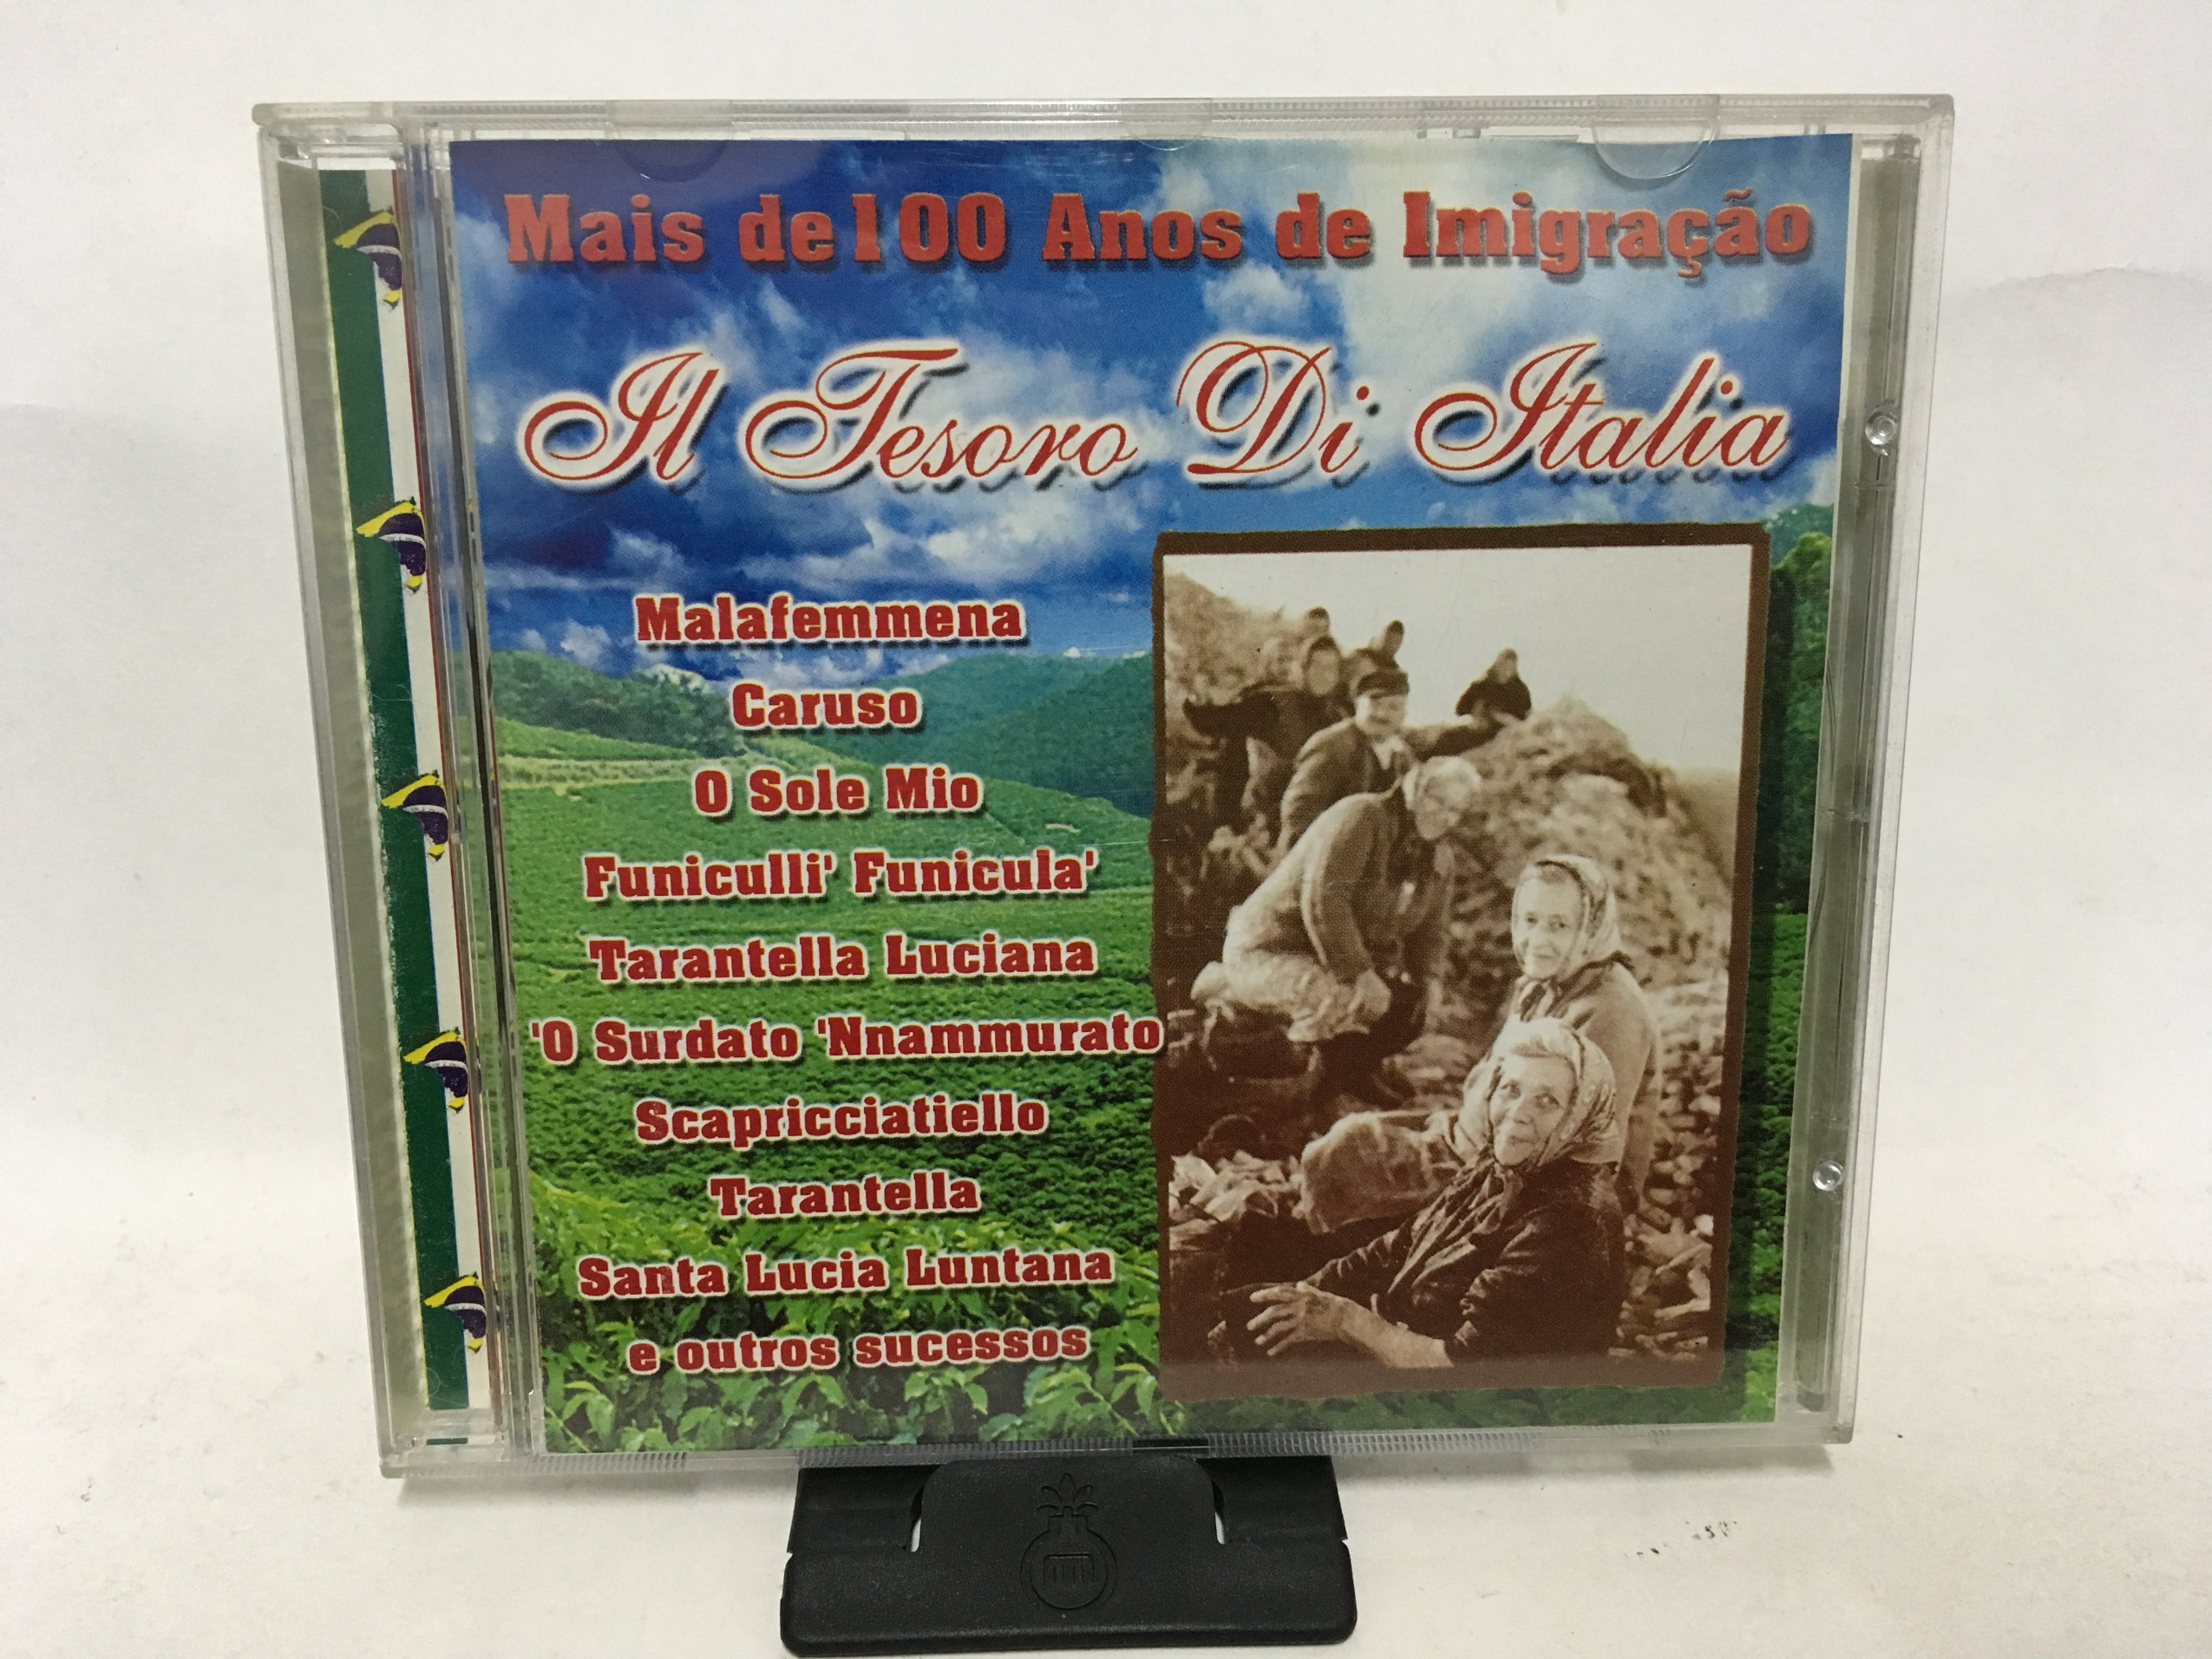 Mais de 100 Anos de Imigração
Il Tesoro Di Italia
Malafemmena
Caruso
O Sole Mio
Funiculli' Funicula'
Tarantella Luciana
'O Surdato 'Nnammurato
Scapricciatiello
Tarantella
Santa Lucia Luntana
e outros sucessos